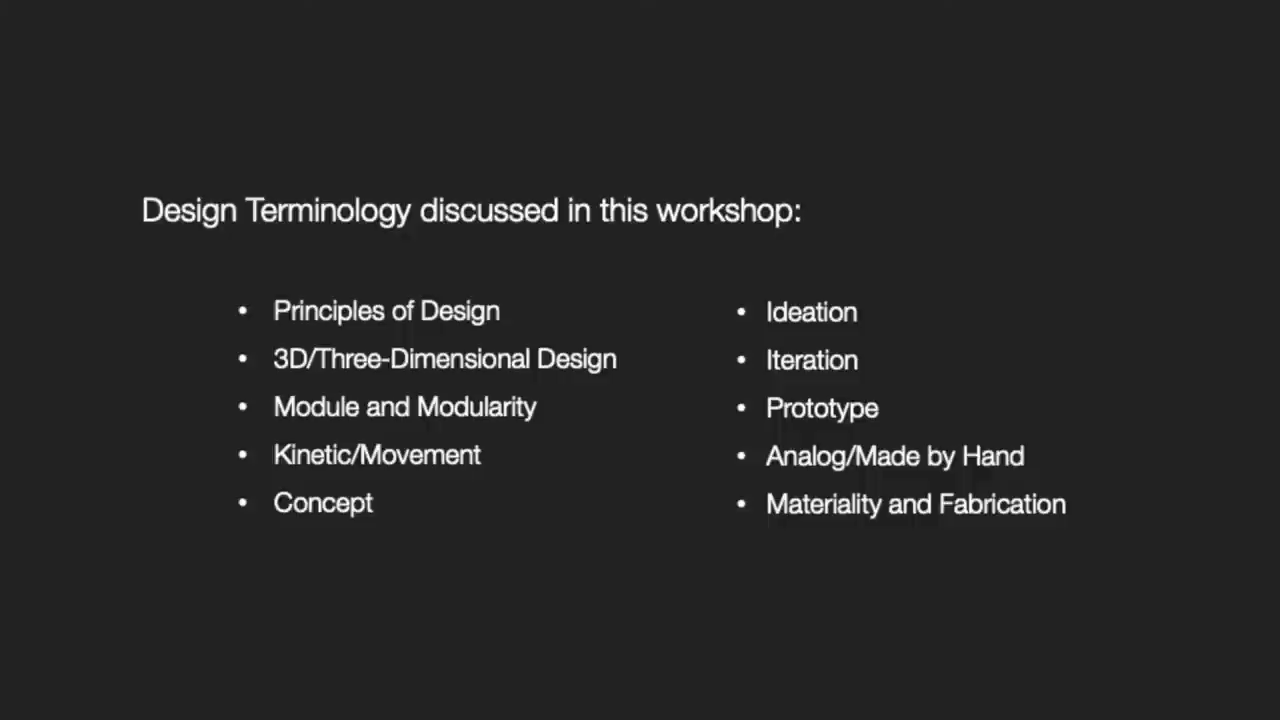 Design Terminology discussed in this workshop:
• Principles of Design
• 3D/Three-Dimensional Design
• Module and Modularity
• Kinetic/Movement
• Concept
• Ideation
• Iteration
• Prototype
• Analog/Made by Hand
• Materiality and Fabrication